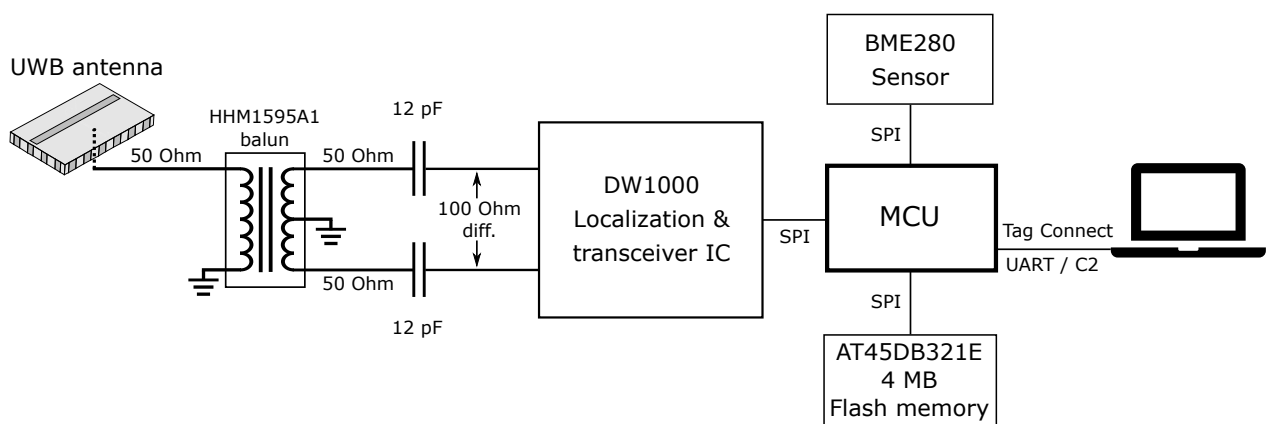 UWB antenna
50 Ohm
HHM1595A1
balun
50 Ohm
12 pF
100 Ohm
diff.
50 Ohm
12 pF
DW1000
Localization &
transceiver IC
SPI
BME280
Sensor
SPI
MCU
Tag Connect
UART / C2
SPI
AT45DB321E
4 MB
Flash memory